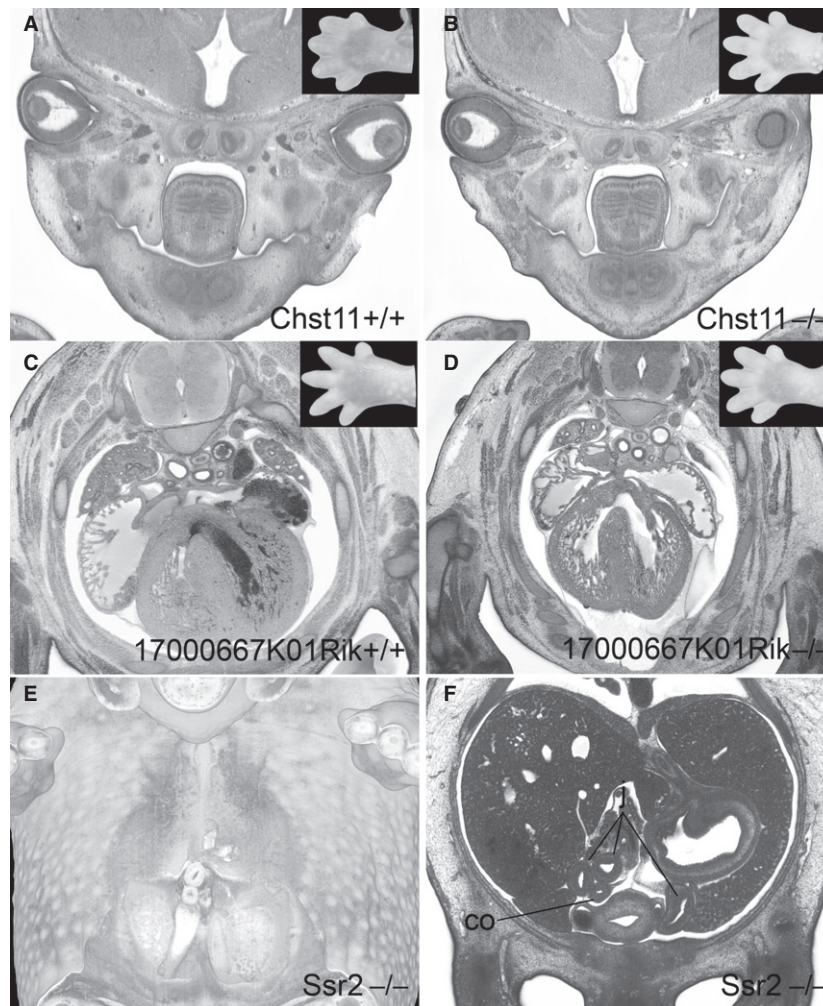 A
Chst11+/+
B
Chst11 –/–
C
17000667K01Rik+/+
D
17000667K01Rik–/–
E
Ssr2 –/–
F
j
co
Ssr2 –/–